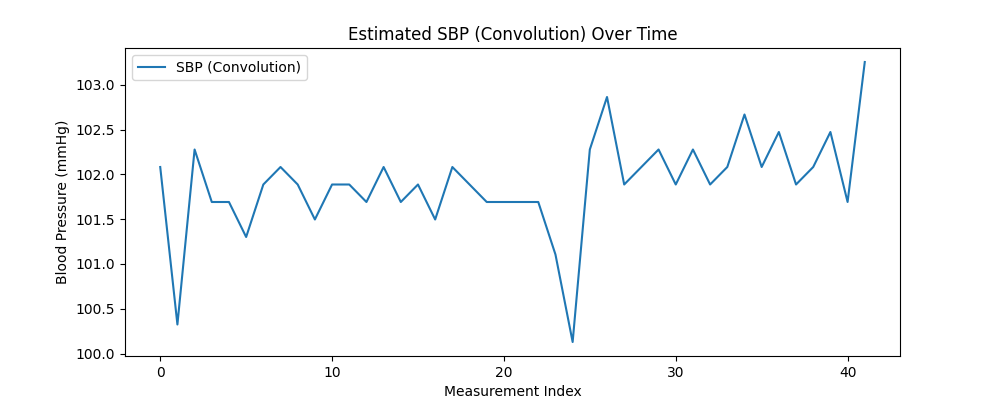 Estimated SBP (Convolution) Over Time
SBP (Convolution)
Blood Pressure (mmHg)
103.0
102.5
102.0
101.5
101.0
100.5
100.0
0 10 20 30 40
Measurement Index